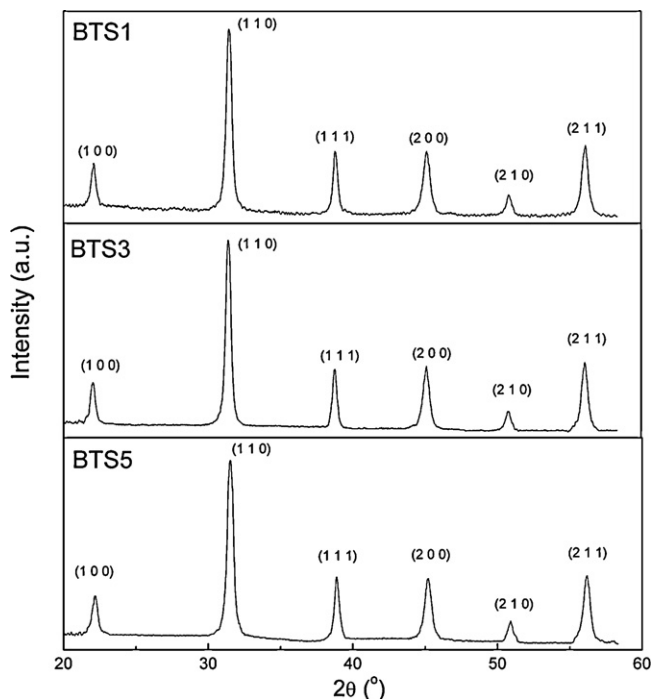 BTS1
(1 1 0)
(1 0 0)
(1 1 1)
(2 0 0)
(2 1 0)
(2 1 1)
BTS3
(1 1 0)
(1 0 0)
(1 1 1)
(2 0 0)
(2 1 0)
(2 1 1)
BTS5
(1 1 0)
(1 0 0)
(1 1 1)
(2 0 0)
(2 1 0)
(2 1 1)
Intensity (a.u.)
20 30 40 50 60
2θ (°)